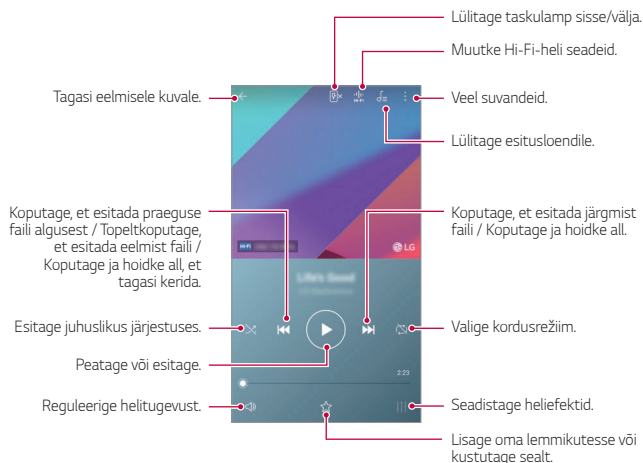 Lülitage taskulamp sisse/välja.
Muutke Hi-Fi-heli seadeid.
Tagasi eelmisele kuvale.
Veel suvandeid.
Lülitage esitusloendile.
Koputage, et esitada praeguse
faili algusest / Topeltkoputage,
et esitada eelmist faili /
Koputage ja hoidke all, et
tagasi kerida.
Koputage, et esitada järgmist
faili / Koputage ja hoidke all.
Hi-Fi
LG
Life's Good
Esitage juhuslikus järjestuses.
Valige kordusrežiim.
Peatage või esitage.
2:23
Reguleerige helitugevust.
Seadistage heliefektid.
Lisage oma lemmikutesse või
kustutage sealt.